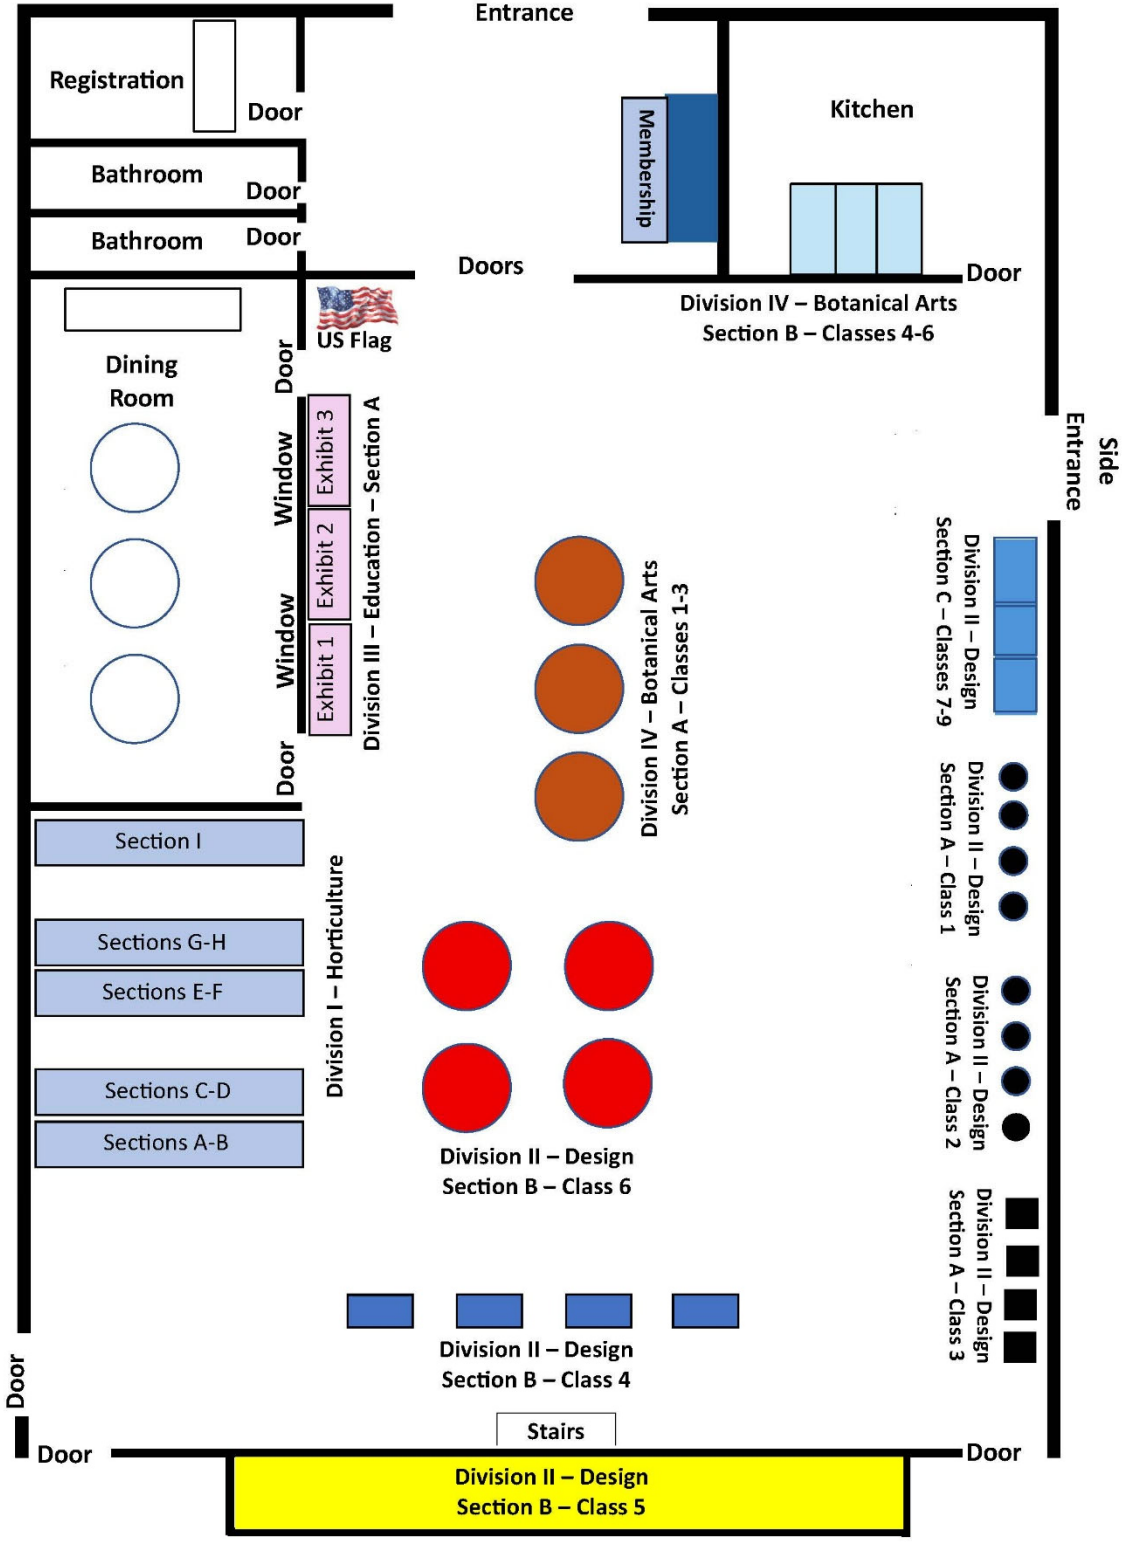 Entrance
Registration
Door
Kitchen
Membership
Bathroom
Door
Bathroom
Door
Doors
Door
Division IV – Botanical Arts
Section B – Classes 4-6
US Flag
Dining
Room
Door
Window
Window
Door
Exhibit 3
Exhibit 2
Exhibit 1
Division III – Education – Section A
Side
Entrance
Division IV – Botanical Arts
Section A – Classes 1-3
Division II – Design
Section C – Classes 7-9
Division II – Design
Section A – Class 1
Section I
Sections G-H
Sections E-F
Sections C-D
Sections A-B
Division I – Horticulture
Division II – Design
Section A – Class 2
Division II – Design
Section B – Class 6
Division II – Design
Section A – Class 3
Division II – Design
Section B – Class 4
Door
Stairs
Door
Door
Division II – Design
Section B – Class 5